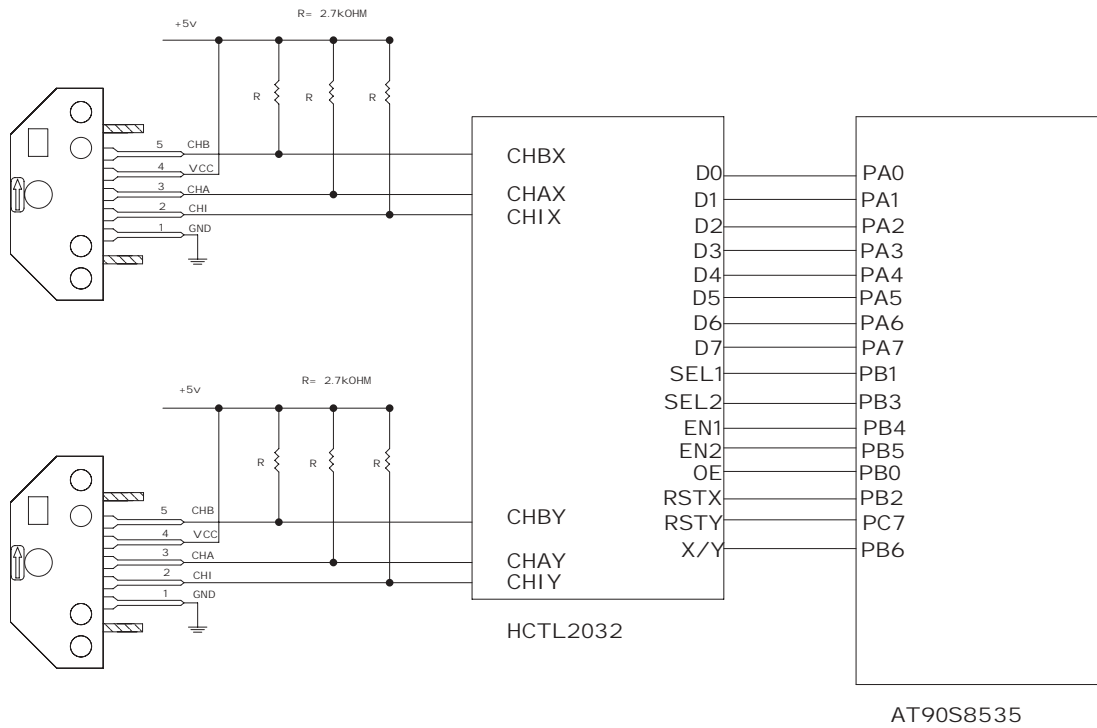 R= 2.7kOHM
+5v
R R R
5 CHB
4 VCC
3 CHA
2 CHI
1 GND
CHBX
CHAX
CHIX
D0 PA0
D1 PA1
D2 PA2
D3 PA3
D4 PA4
D5 PA5
D6 PA6
D7 PA7
SEL1 PB1
SEL2 PB3
EN1 PB4
EN2 PB5
OE PB0
RSTX PB2
RSTY PC7
X/Y PB6
R= 2.7kOHM
+5v
R R R
5 CHB
4 VCC
3 CHA
2 CHI
1 GND
CHBY
CHAY
CHIY
HCTL2032
AT90S8535